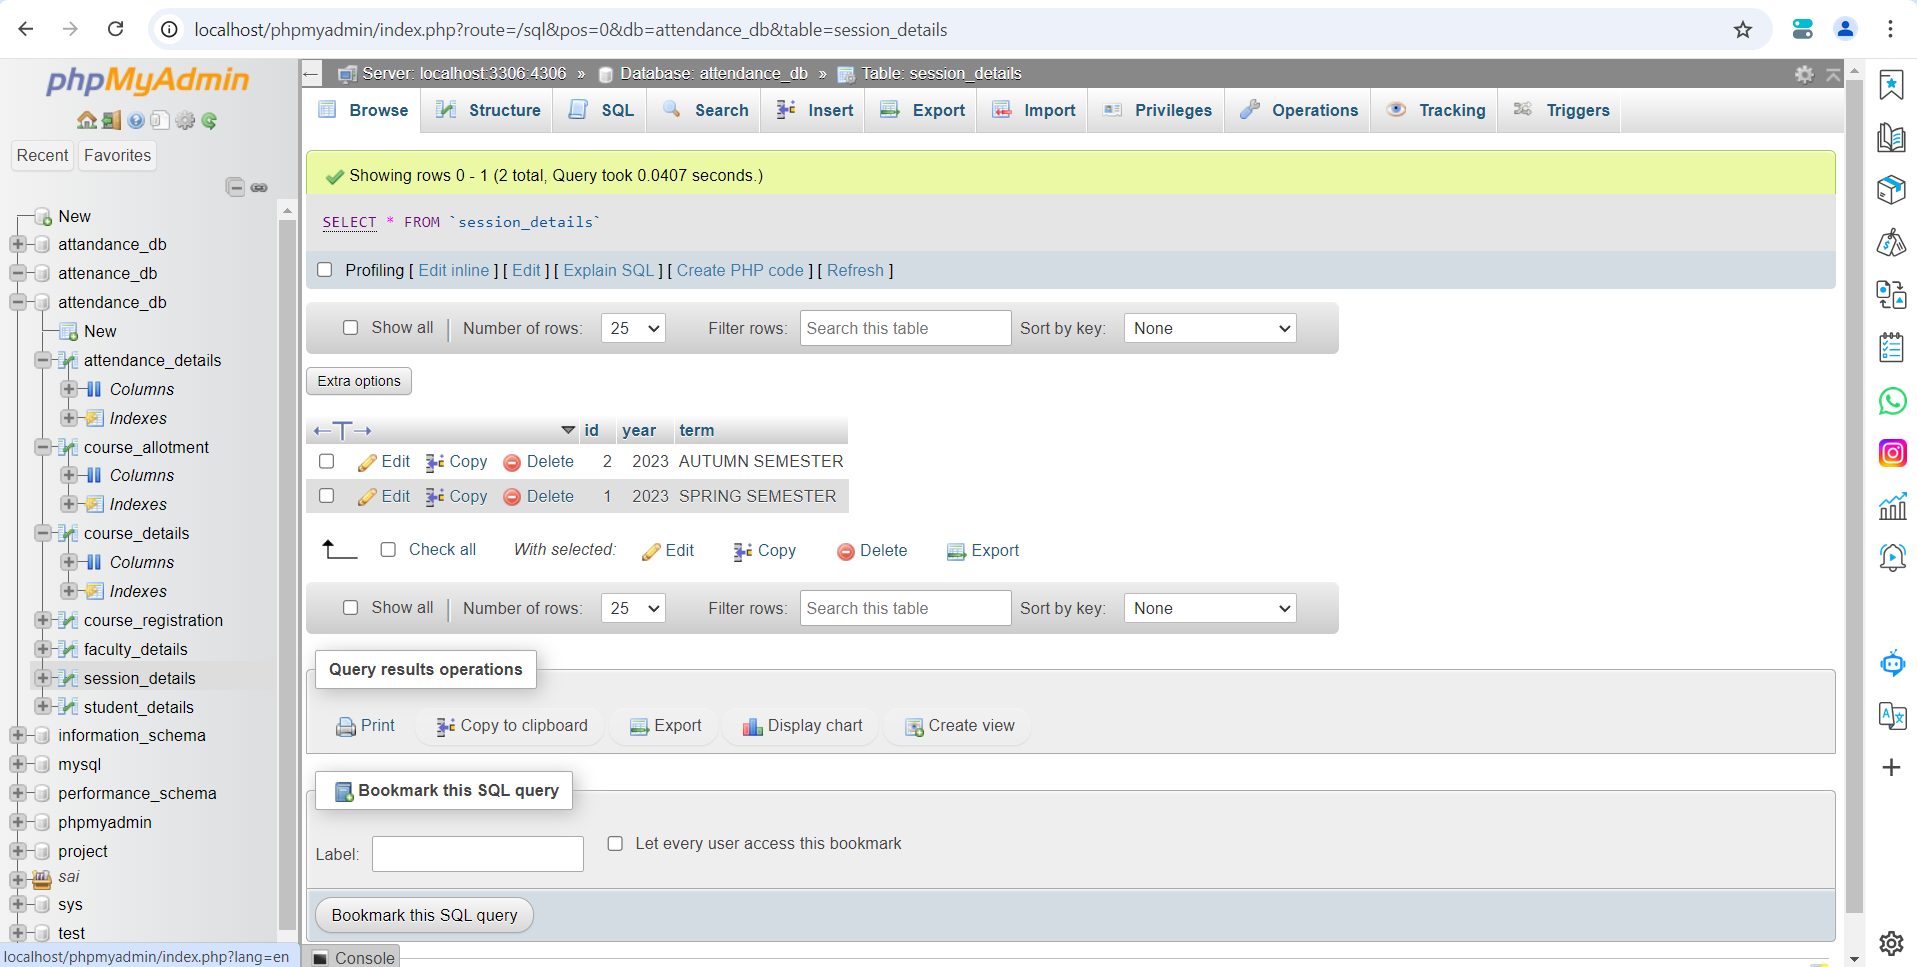 localhost/phpmyadmin/index.php?route=/sql&pos=0&db=attendance_db&table=session_details
phpMyAdmin
Recent
Favorites
New
attandance_db
attenance_db
attendance_db
New
attendance_details
Columns
Indexes
course_allotment
Columns
Indexes
course_details
Columns
Indexes
course_registration
faculty_details
session_details
student_details
information_schema
mysql
performance_schema
phpmyadmin
project
sai
sys
test
localhost/phpmyadmin/index.php?lang=en
Server: localhost:3306:4306 » Database: attendance_db » Table: session_details
Browse Structure SQL Search Insert Export Import Privileges Operations Tracking Triggers
Showing rows 0 - 1 (2 total, Query took 0.0407 seconds.)
SELECT * FROM `session_details`
Profiling [ Edit inline ] [ Edit ] [ Explain SQL ] [ Create PHP code ] [ Refresh ]
Show all Number of rows: 25 Filter rows: Search this table Sort by key: None
Extra options
←T→ id year term
Edit Copy Delete 2 2023 AUTUMN SEMESTER
Edit Copy Delete 1 2023 SPRING SEMESTER
Check all With selected: Edit Copy Delete Export
Show all Number of rows: 25 Filter rows: Search this table Sort by key: None
Query results operations
Print Copy to clipboard Export Display chart Create view
Bookmark this SQL query
Label: Let every user access this bookmark
Bookmark this SQL query
Console